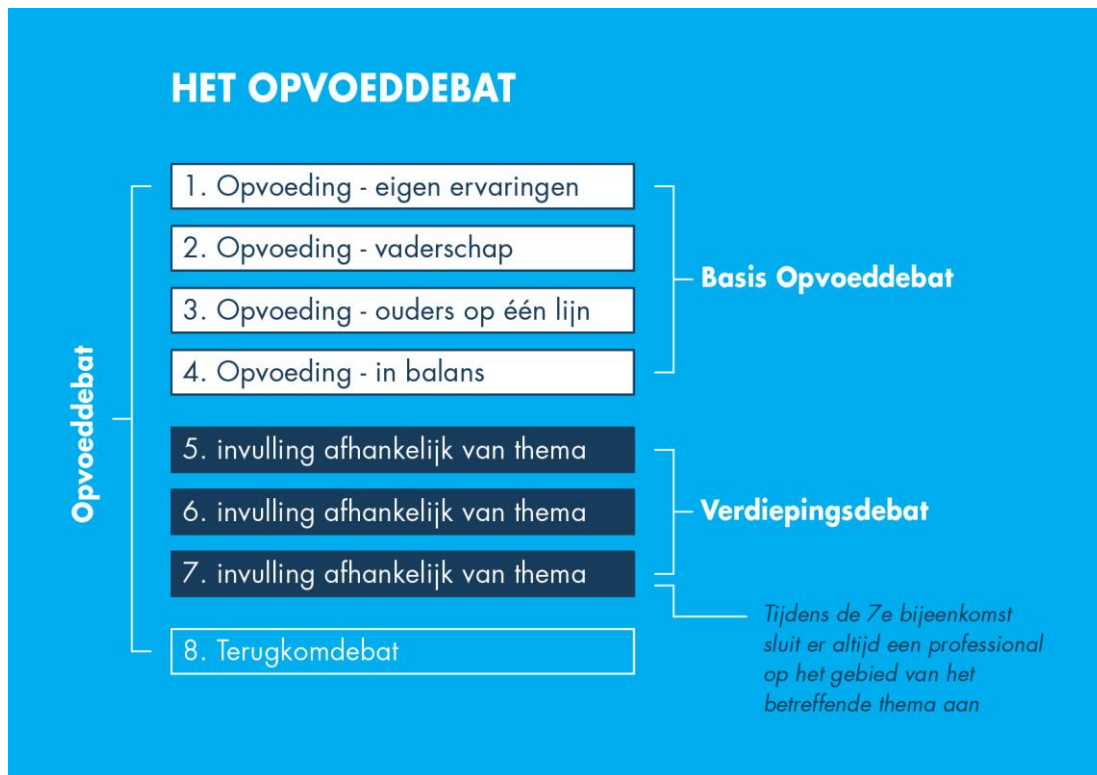 HET OPVOEDDEBAT
Opvoeddebat
1. Opvoeding - eigen ervaringen
2. Opvoeding - vaderschap
3. Opvoeding - ouders op één lijn
4. Opvoeding - in balans
Basis Opvoeddebat
5. invulling afhankelijk van thema
6. invulling afhankelijk van thema
7. invulling afhankelijk van thema
Verdiepingsdebat
Tijdens de 7e bijeenkomst
sluit er altijd een professional
op het gebied van het
betreffende thema aan
8. Terugkomdebat